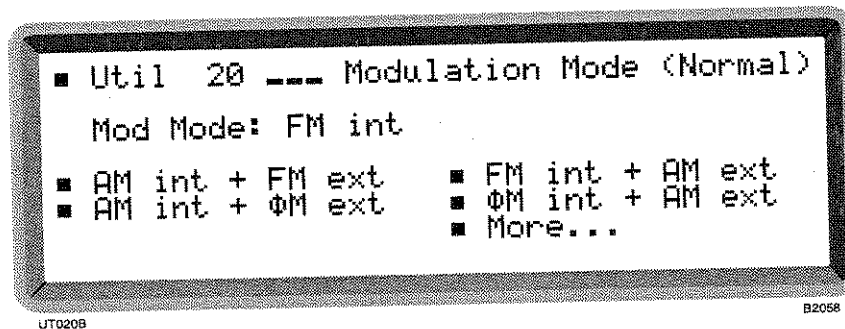 ■ Util 20 ___ Modulation Mode (Normal)
Mod Mode: FM int
■ AM int + FM ext ■ FM int + AM ext
■ AM int + ΦM ext ■ ΦM int + AM ext
■ More...
UT020B B2058